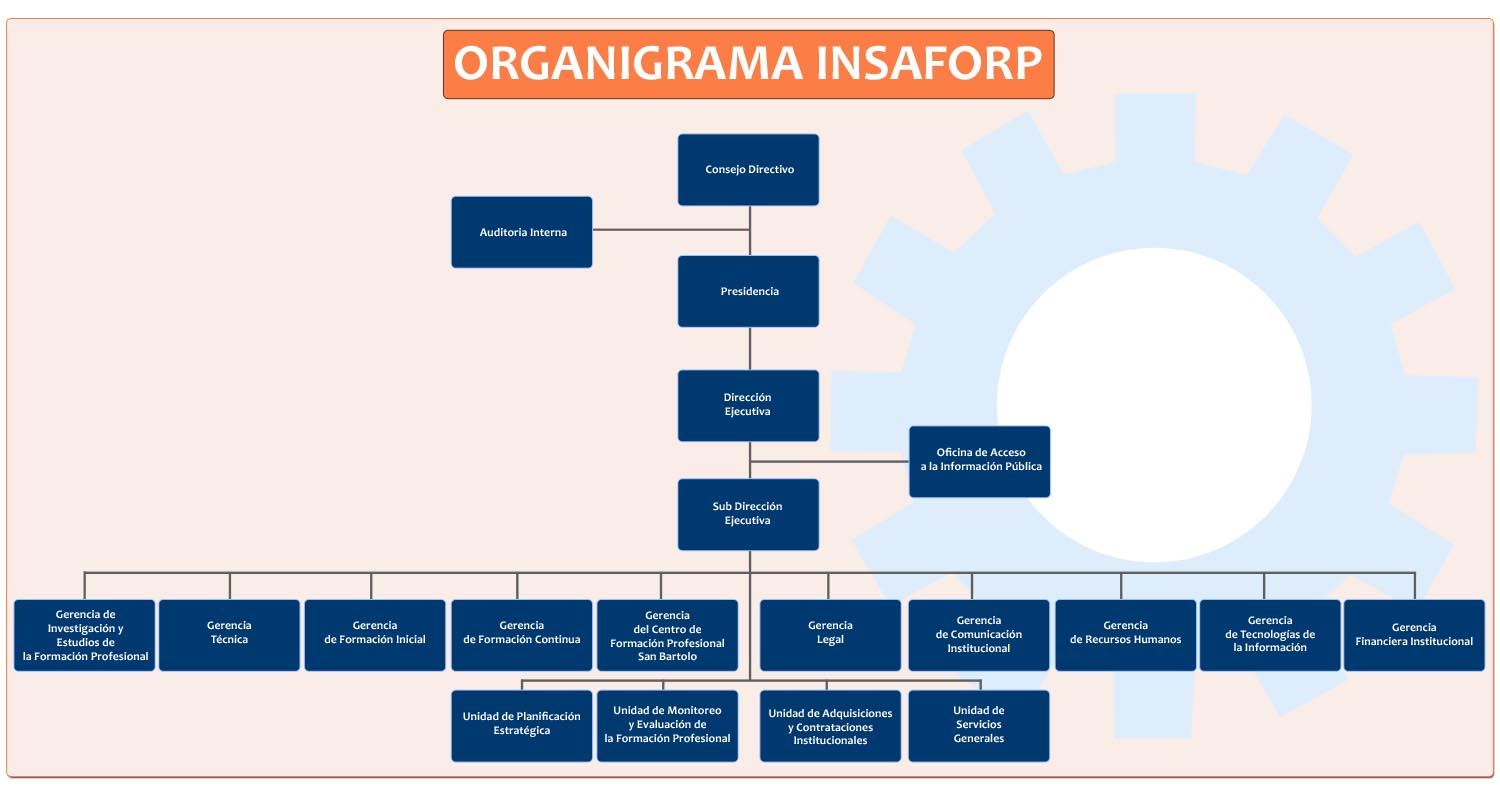 ORGANIGRAMA INSAFORP
Consejo Directivo
Auditoria Interna
Presidencia
Dirección
Ejecutiva
Oficina de Acceso
a la Información Pública
Sub Dirección
Ejecutiva
Gerencia de
Investigación y
Estudios de
la Formación Profesional
Gerencia
Técnica
Gerencia
de Formación Inicial
Gerencia
de Formación Continua
Gerencia
del Centro de
Formación Profesional
San Bartolo
Gerencia
Legal
Gerencia
de Comunicación
Institucional
Gerencia
de Recursos Humanos
Gerencia
de Tecnologías de
la Información
Gerencia
Financiera Institucional
Unidad de Planificación
Estratégica
Unidad de Monitoreo
y Evaluación de
la Formación Profesional
Unidad de Adquisiciones
y Contrataciones
Institucionales
Unidad de
Servicios
Generales